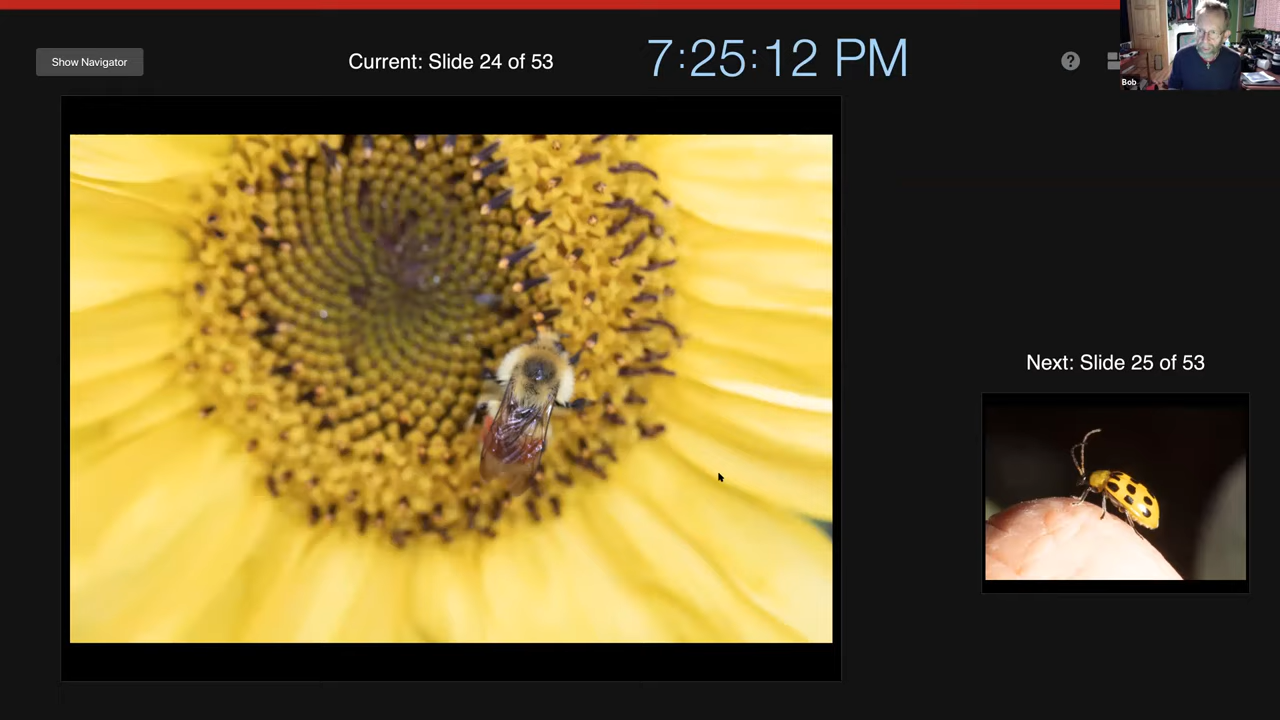 Show Navigator
Current: Slide 24 of 53
7:25:12 PM
?
Bob
Next: Slide 25 of 53